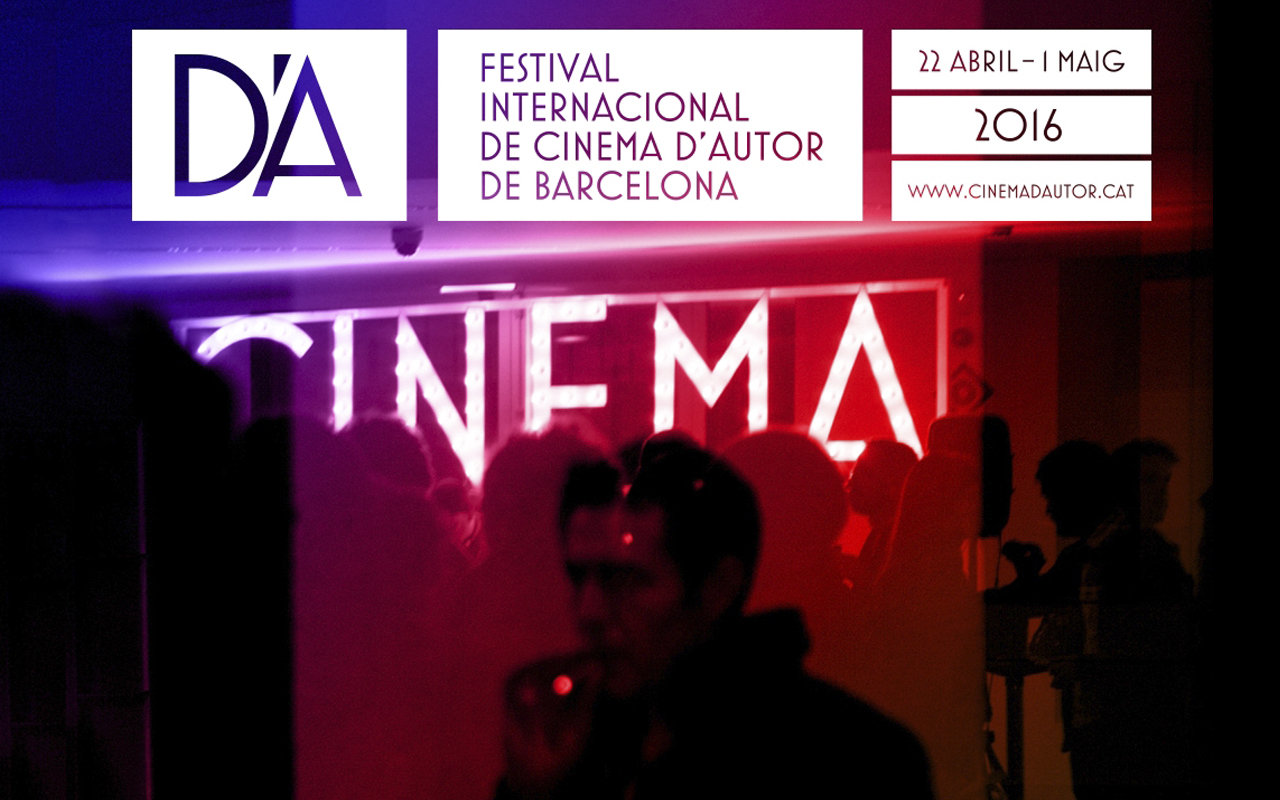 D'A
FESTIVAL
INTERNACIONAL
DE CINEMA D'AUTOR
DE BARCELONA
22 ABRIL-1 MAIG
2016
WWW.CINEMADAUTOR.CAT
CINEMA